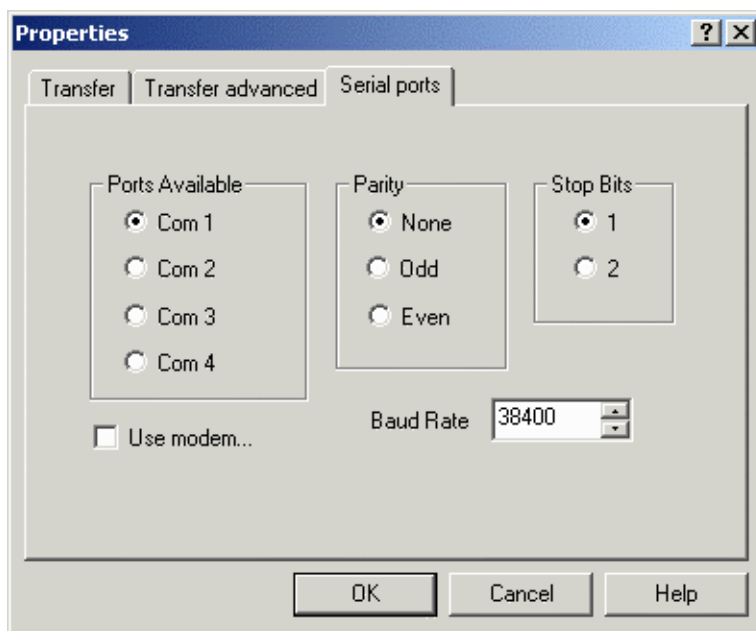 Properties
Transfer
Transfer advanced
Serial ports
Ports Available
Com 1
Com 2
Com 3
Com 4
Parity
None
Odd
Even
Stop Bits
1
2
Use modem...
Baud Rate
38400
OK
Cancel
Help